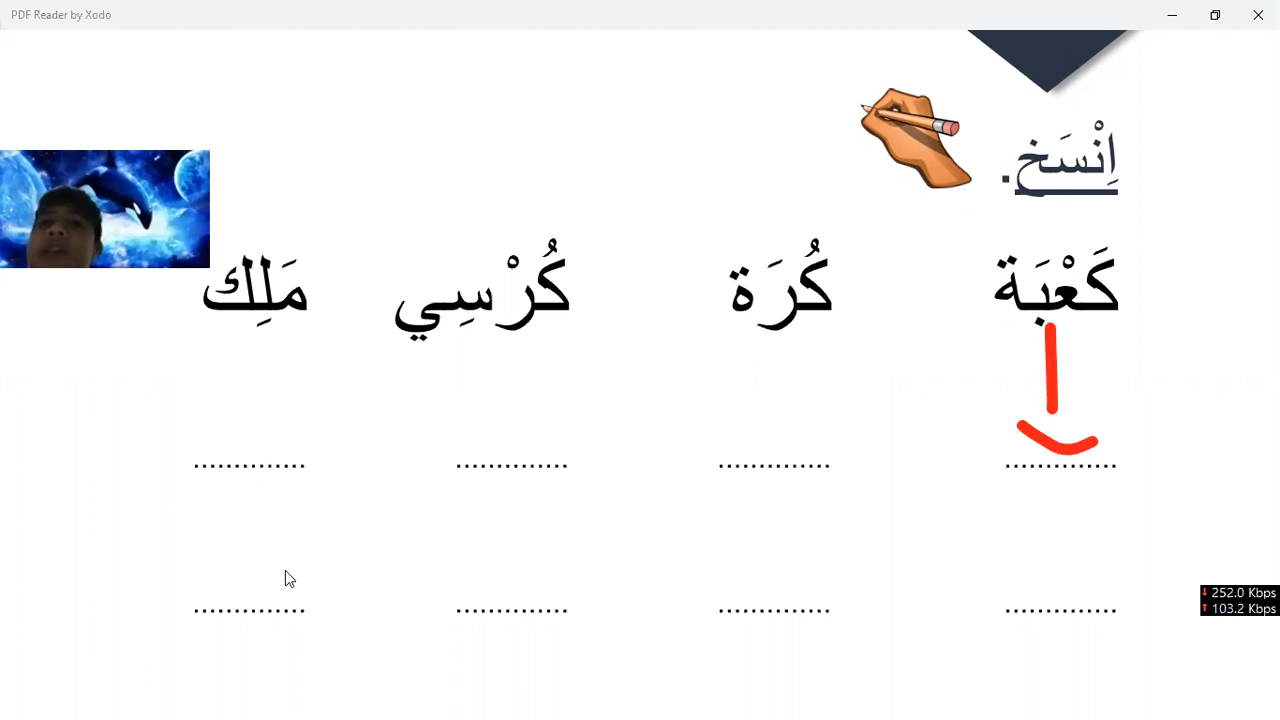 PDF Reader by Xodo
اِنْسَخ.
كَعْبَة كُرَة كُرْسِي مَلِك
.............. .............. .............. ..............
.............. .............. .............. ..............
252.0 Kbps
103.2 Kbps